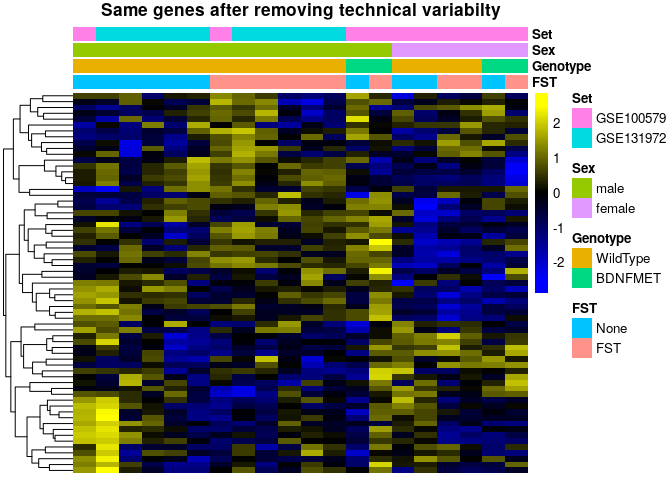 Same genes after removing technical variabilty
Set
Sex
Genotype
FST
2
1
0
-1
-2
Set
GSE100579
GSE131972
Sex
male
female
Genotype
WildType
BDNFMET
FST
None
FST